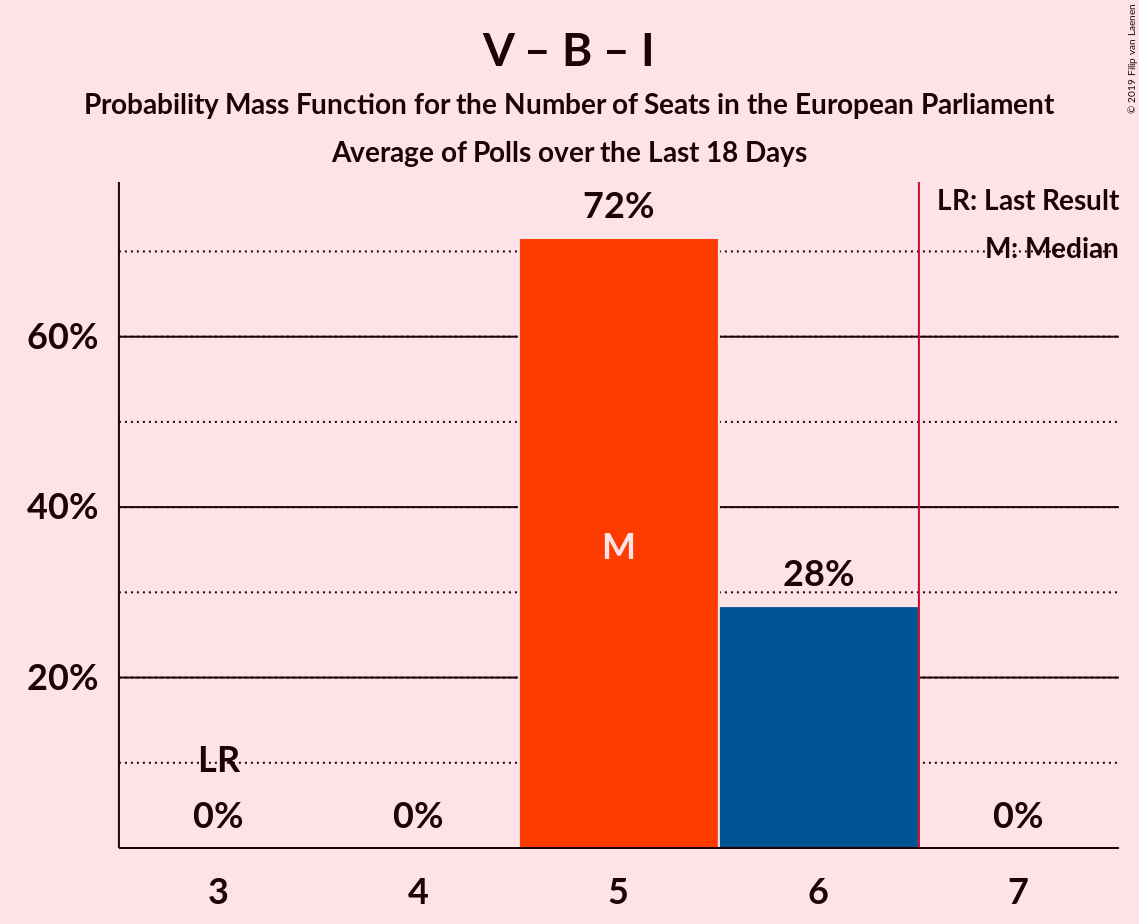 V – B – I
Probability Mass Function for the Number of Seats in the European Parliament
Average of Polls over the Last 18 Days
© 2019 Filip van Laenen
LR: Last Result
M: Median
72%
60%
40%
M
28%
20%
LR
0%
0%
0%
3
4
5
6
7